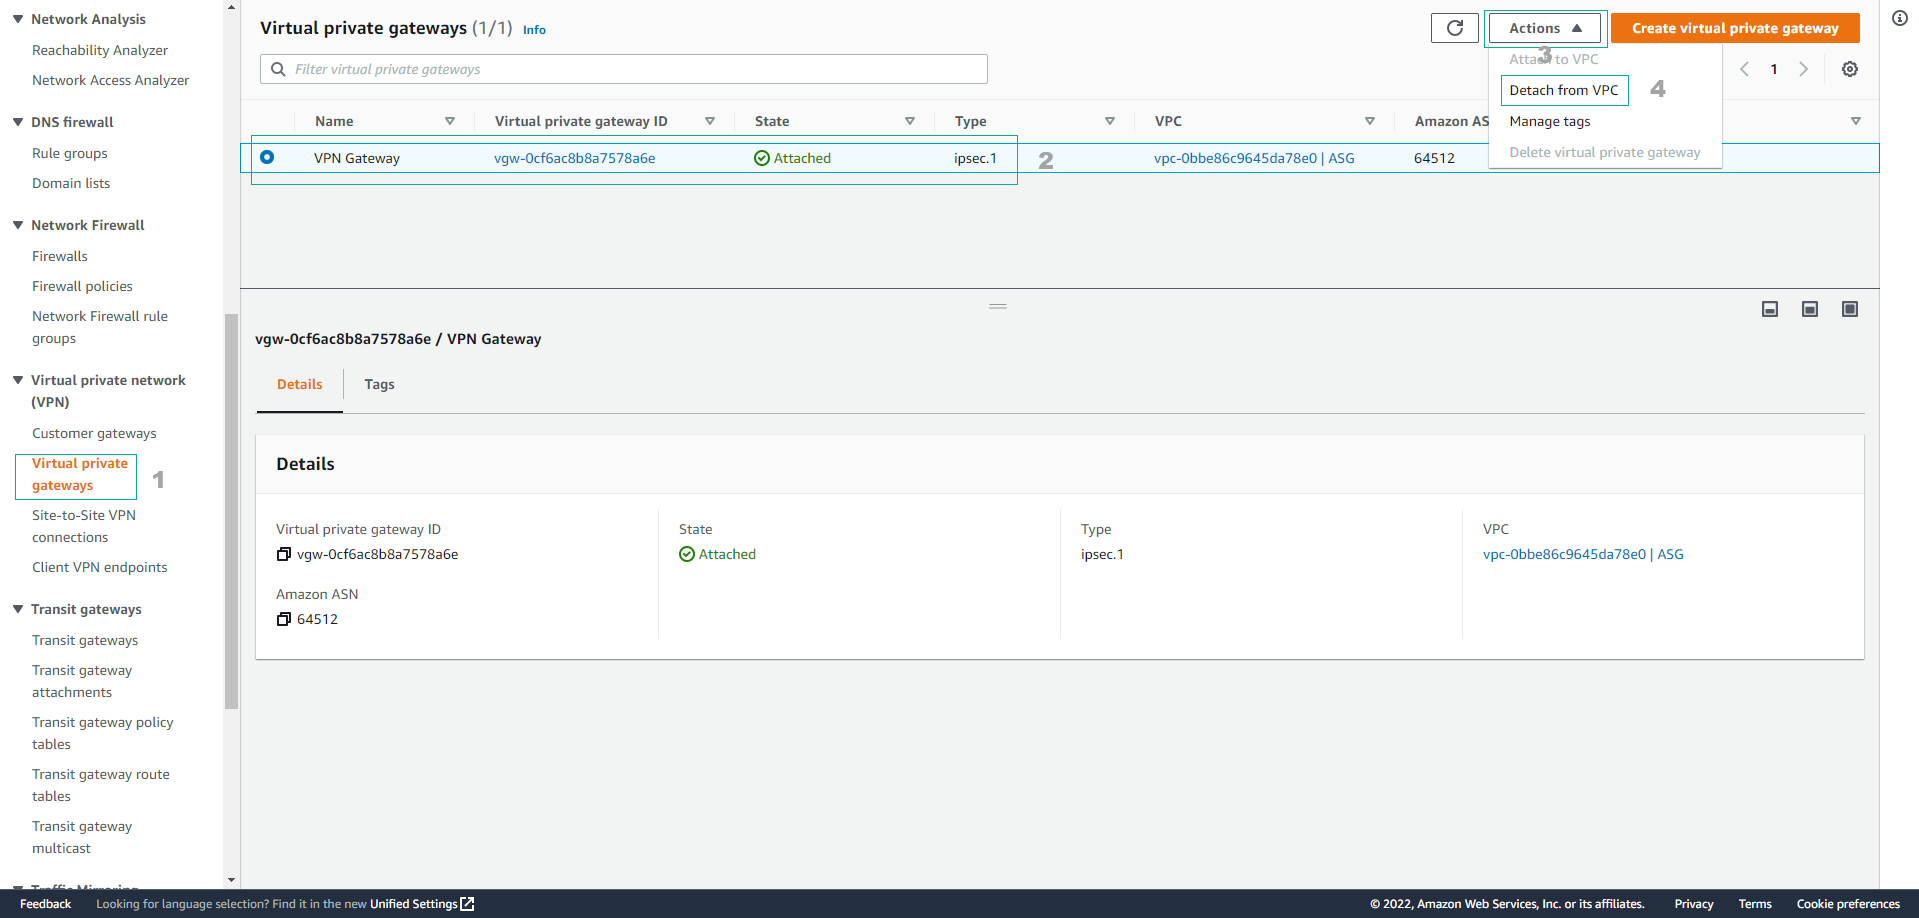 Network Analysis
Reachability Analyzer
Network Access Analyzer
DNS firewall
Rule groups
Domain lists
Network Firewall
Firewalls
Firewall policies
Network Firewall rule
groups
Virtual private network
(VPN)
Customer gateways
Virtual private
gateways
1
Site-to-Site VPN
connections
Client VPN endpoints
Transit gateways
Transit gateways
Transit gateway
attachments
Transit gateway policy
tables
Transit gateway route
tables
Transit gateway
multicast
Traffic Mirroring
Virtual private gateways (1/1) Info
Actions
Create virtual private gateway
Filter virtual private gateways
3
Attach to VPC
Detach from VPC
4
Manage tags
Delete virtual private gateway
1
Name Virtual private gateway ID State Type VPC Amazon AS
VPN Gateway vgw-0cf6ac8b8a7578a6e Attached ipsec.1 2 vpc-0bbe86c9645da78e0 | ASG 64512
vgw-0cf6ac8b8a7578a6e / VPN Gateway
Details Tags
Details
Virtual private gateway ID State Type VPC
vgw-0cf6ac8b8a7578a6e Attached ipsec.1 vpc-0bbe86c9645da78e0 | ASG
Amazon ASN
64512
Feedback Looking for language selection? Find it in the new Unified Settings © 2022, Amazon Web Services, Inc. or its affiliates. Privacy Terms Cookie preferences